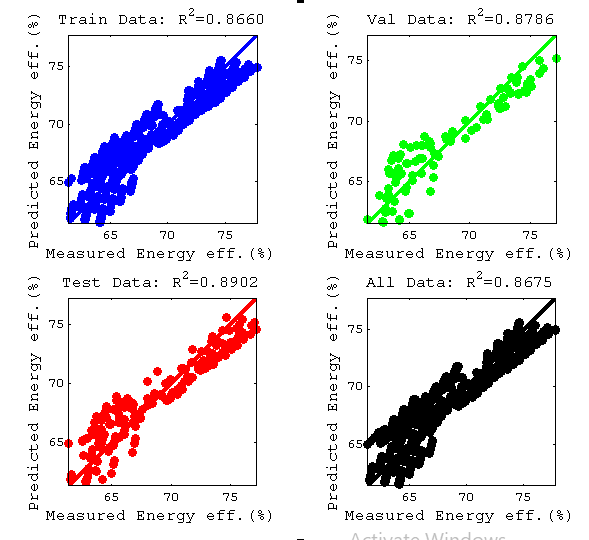 Train Data: R2=0.8660
Predicted Energy eff.(%)
75
70
65
65
70
75
Measured Energy eff.(%)
Val Data: R2=0.8786
Predicted Energy eff.(%)
75
70
65
65
70
75
Measured Energy eff.(%)
Test Data: R2=0.8902
Predicted Energy eff.(%)
75
70
65
65
70
75
Measured Energy eff.(%)
All Data: R2=0.8675
Predicted Energy eff.(%)
75
70
65
65
70
75
Measured Energy eff.(%)
Activate Windows